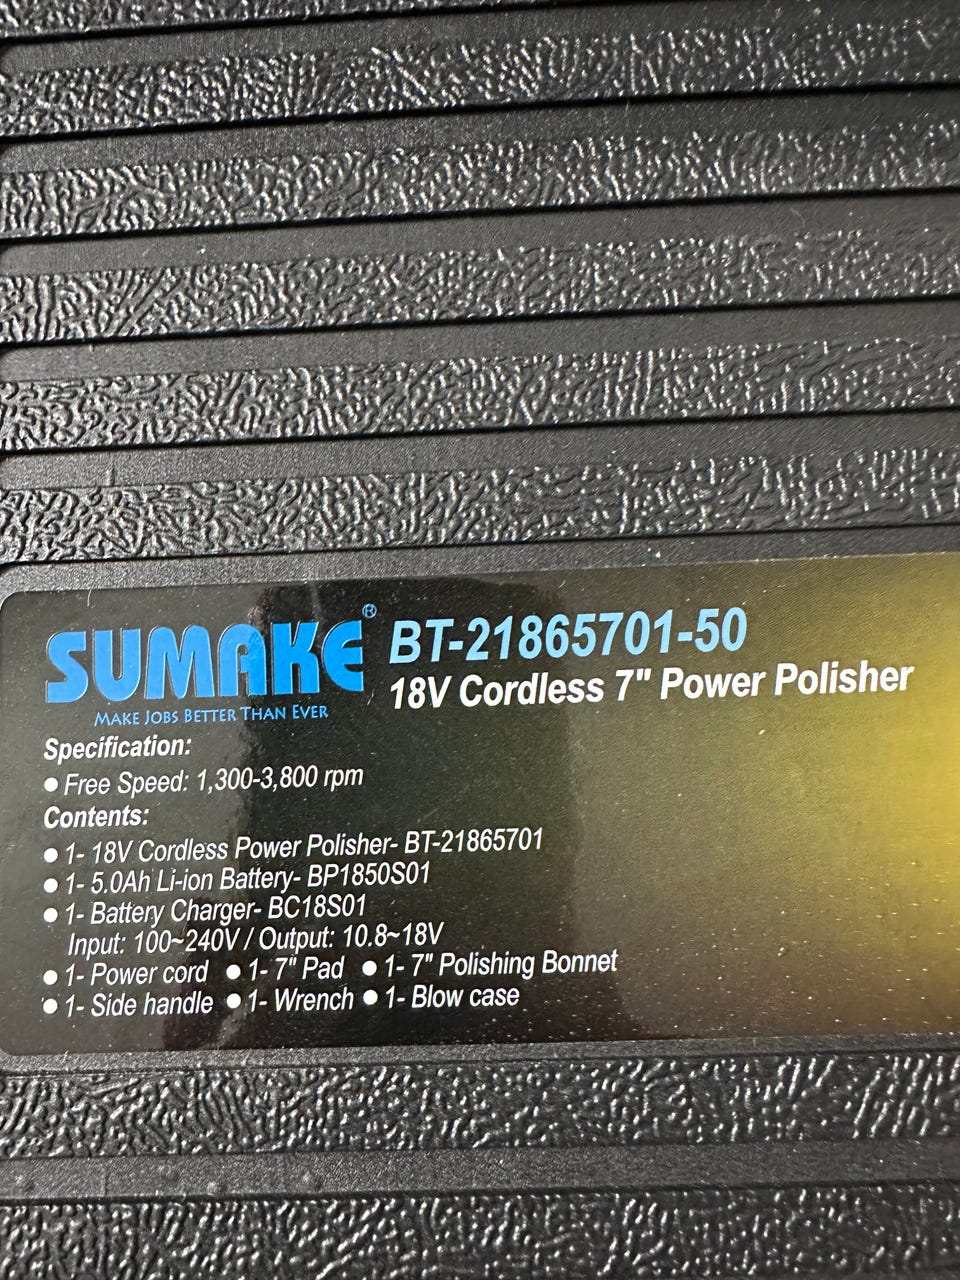 SUMAKE®
MAKE JOBS BETTER THAN EVER
BT-21865701-50
18V Cordless 7" Power Polisher
Specification:
● Free Speed: 1,300-3,800 rpm
Contents:
● 1- 18V Cordless Power Polisher- BT-21865701
● 1- 5.0Ah Li-ion Battery- BP1850S01
● 1- Battery Charger- BC18S01
Input: 100~240V / Output: 10.8~18V
● 1- Power cord ● 1- 7" Pad ● 1- 7" Polishing Bonnet
● 1- Side handle ● 1- Wrench ● 1- Blow case